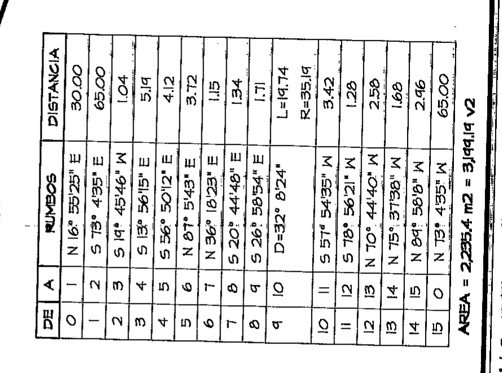 DE A RUMBOS DISTANCIA
0 1 N 16° 55'25" E 30.00
1 2 S 73° 4'35" E 65.00
2 3 S 19° 45'46" W 1.04
3 4 S 13° 56'15" E 5.19
4 5 S 56° 50'12" E 4.12
5 6 N 87° 5'43" E 3.72
6 7 N 36° 18'23" E 1.15
7 8 S 20° 44'48" E 1.34
8 9 S 26° 58'54" E 1.71
9 10 D=32° 8'24" L=19.74
R=35.19
10 11 S 57° 54'35" W 3.42
11 12 S 78° 56'21" W 1.28
12 13 N 70° 44'40" W 2.58
13 14 N 75° 37'38" W 1.68
14 15 N 89° 58'8" W 2.96
15 0 N 73° 4'35" W 65.00
AREA = 2,235.4 m2 = 3,199.19 v2